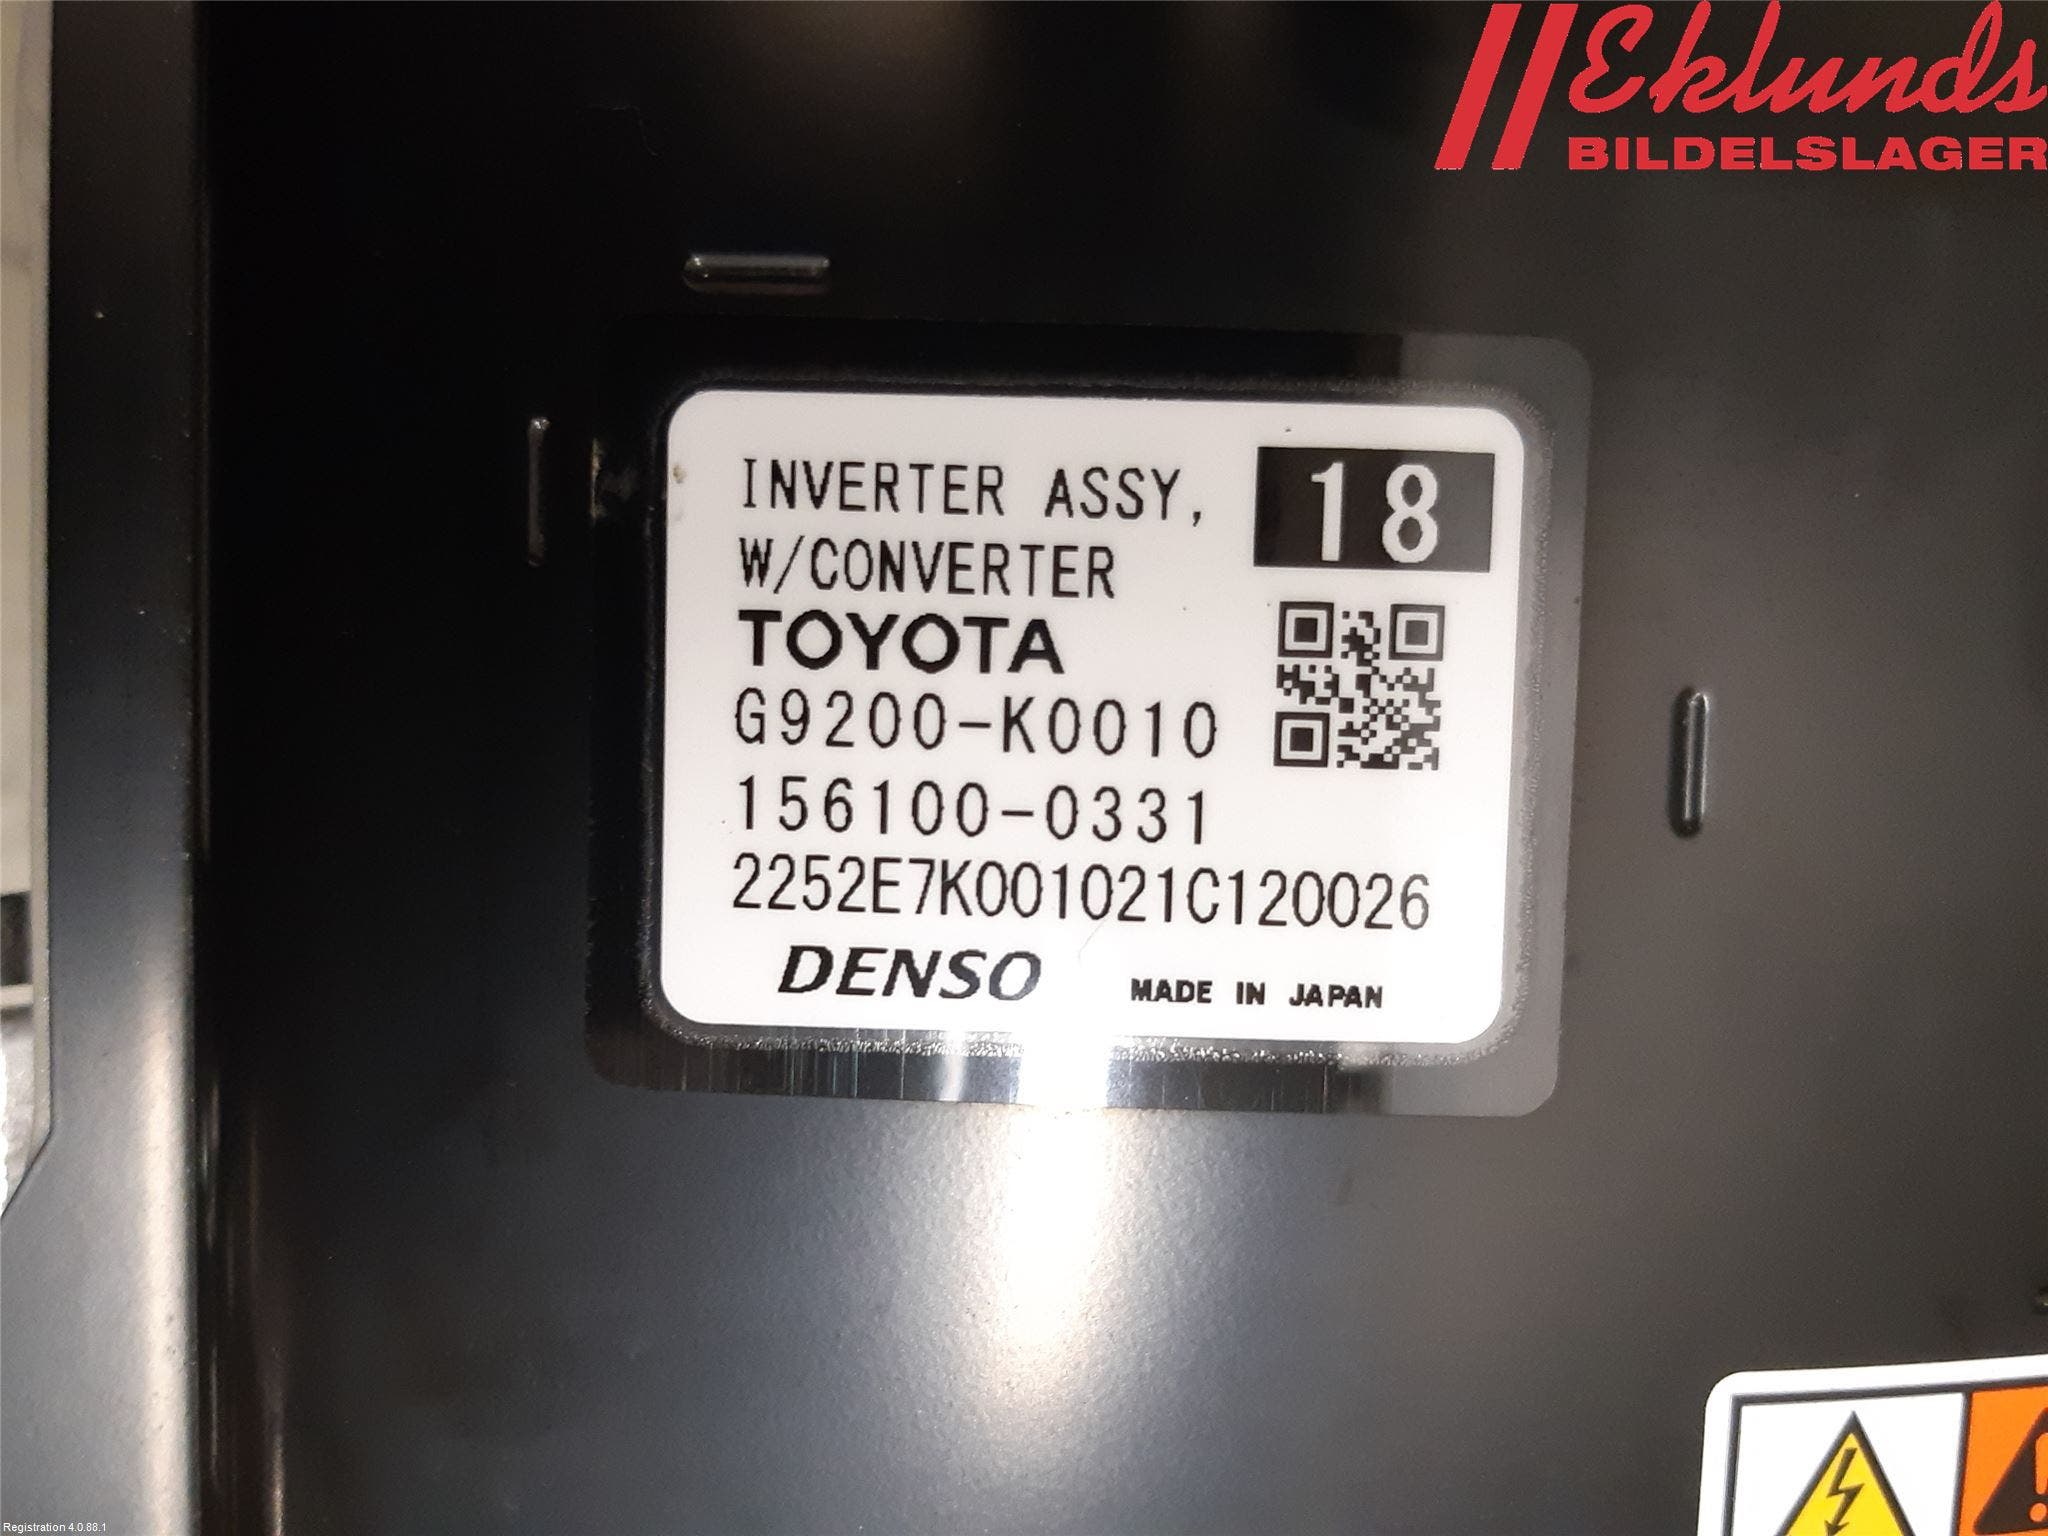 Eklunds
BILDELSLAGER
INVERTER ASSY,
18
W/CONVERTER
TOYOTA
G9200-K0010
156100-0331
2252E7K001021C120026
DENSO
MADE IN JAPAN
Registration 4.0.88.1